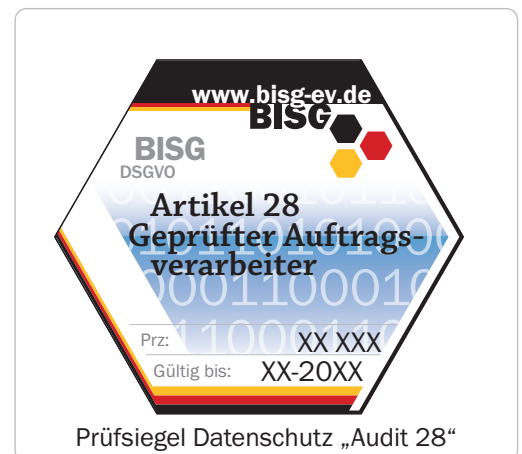 www.bisg-ev.de
BISG
BISG
DSGVO
Artikel 28
Geprüfter Auftrags-
verarbeiter
Prz: XX XXX
Gültig bis: XX-20XX
Prüfsiegel Datenschutz „Audit 28“